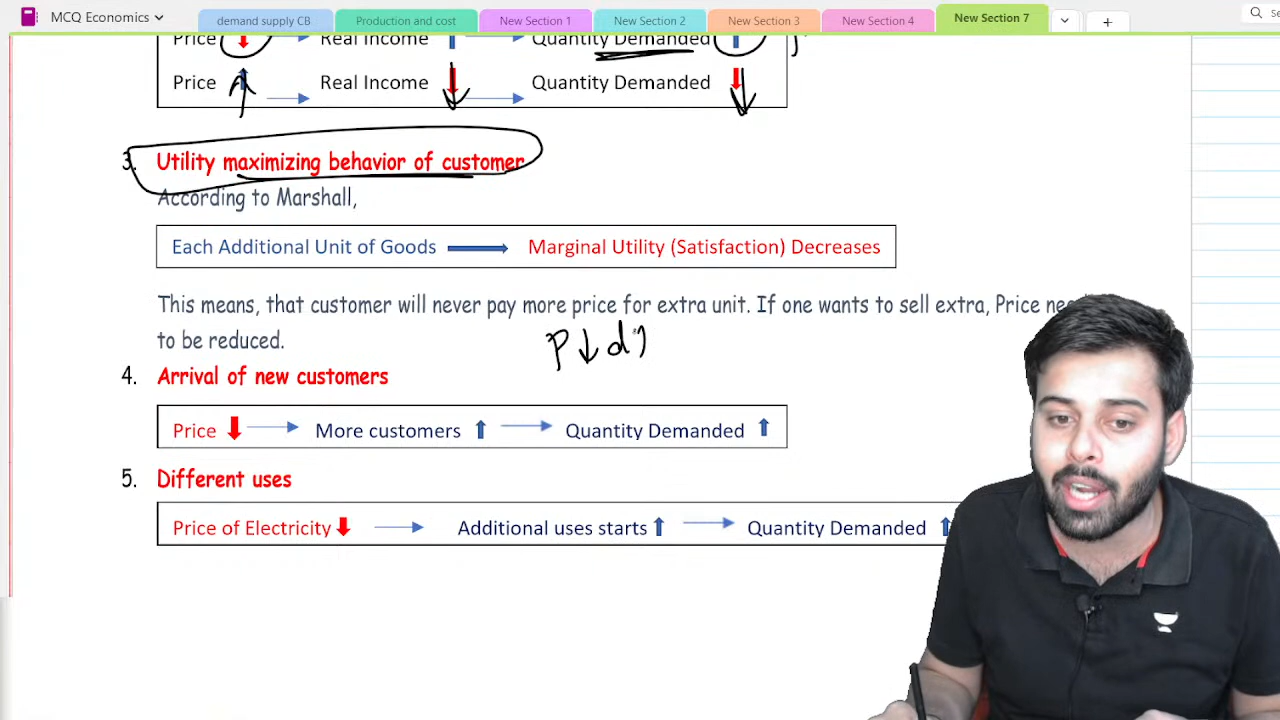 MCQ Economics
demand supply CB
Production and cost
New Section 1
New Section 2
New Section 3
New Section 4
New Section 7
Price Real Income Quantity Demanded
Price Real Income Quantity Demanded
3. Utility maximizing behavior of customer
According to Marshall,
Each Additional Unit of Goods Marginal Utility (Satisfaction) Decreases
This means, that customer will never pay more price for extra unit. If one wants to sell extra, Price
to be reduced.
P↓ d
4. Arrival of new customers
Price More customers Quantity Demanded
5. Different uses
Price of Electricity Additional uses starts Quantity Demanded